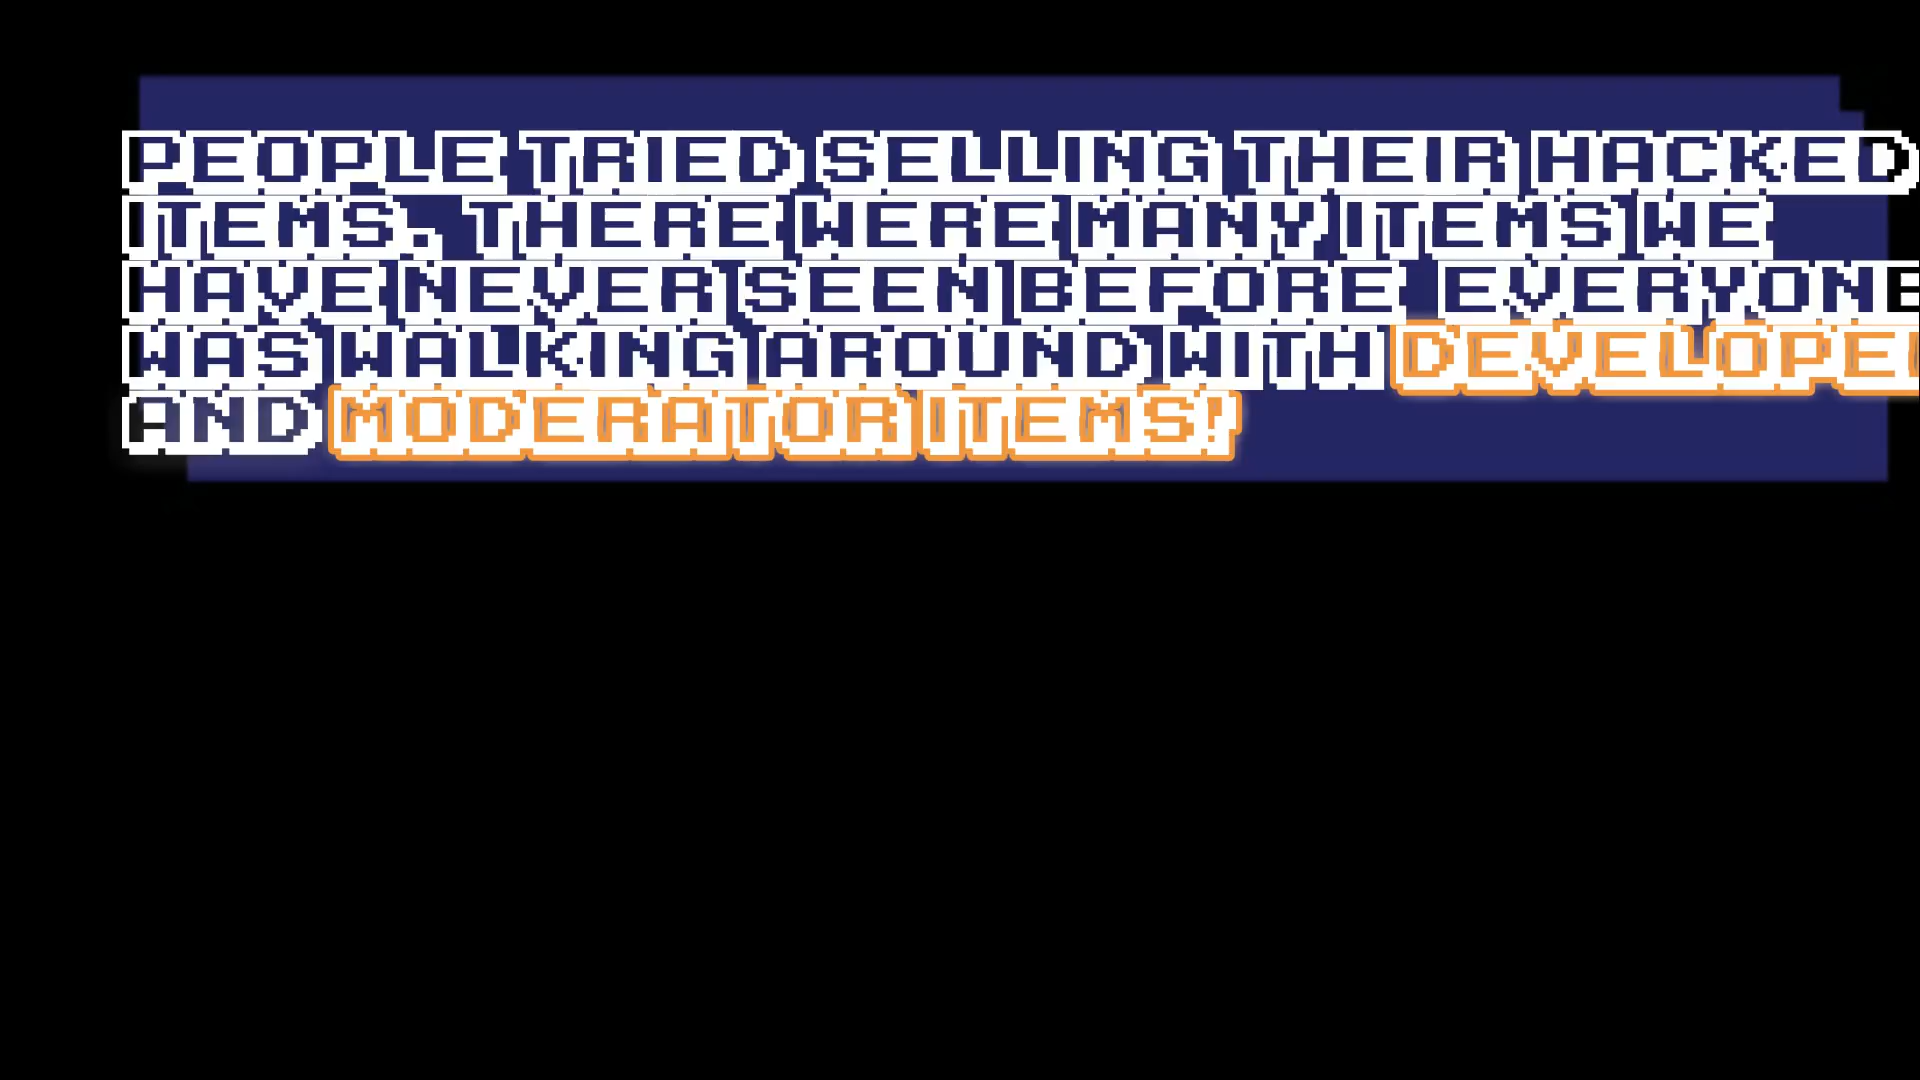 PEOPLE TRIED SELLING THEIR HACKED
ITEMS. THERE WERE MANY ITEMS WE
HAVE NEVER SEEN BEFORE EVERYONE
WAS WALKING AROUND WITH DEVELOPE
AND MODERATOR ITEMS!